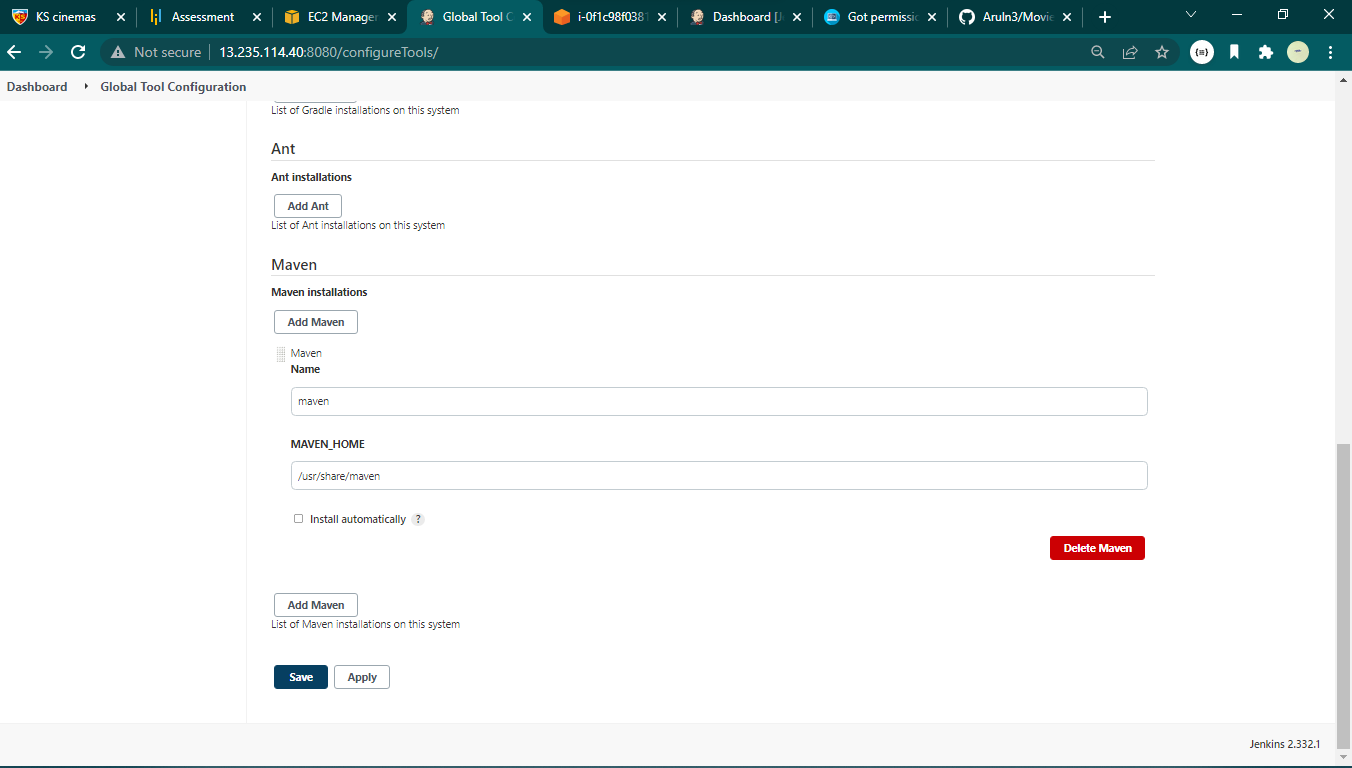 KS cinemas
Assessment
EC2 Manager
Global Tool C
i-0f1c98f0381
Dashboard [J
Got permissio
Aruln3/Movie
Not secure 13.235.114.40:8080/configureTools/
Dashboard Global Tool Configuration
List of Gradle installations on this system
Ant
Ant installations
Add Ant
List of Ant installations on this system
Maven
Maven installations
Add Maven
Maven
Name
maven
MAVEN_HOME
/usr/share/maven
Install automatically ?
Delete Maven
Add Maven
List of Maven installations on this system
Save Apply
Jenkins 2.332.1